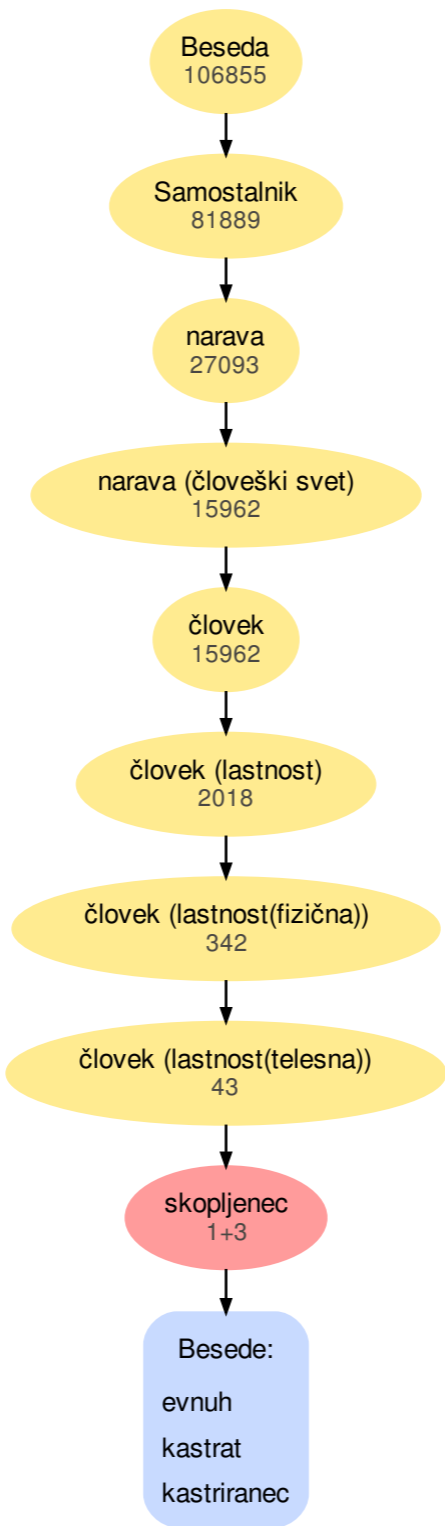 Beseda
106855
Samostalnik
81889
narava
27093
narava (človeški svet)
15962
človek
15962
človek (lastnost)
2018
človek (lastnost(fizična))
342
človek (lastnost(telesna))
43
skopljenec
1+3
Besede:
evnuh
kastrat
kastriranec